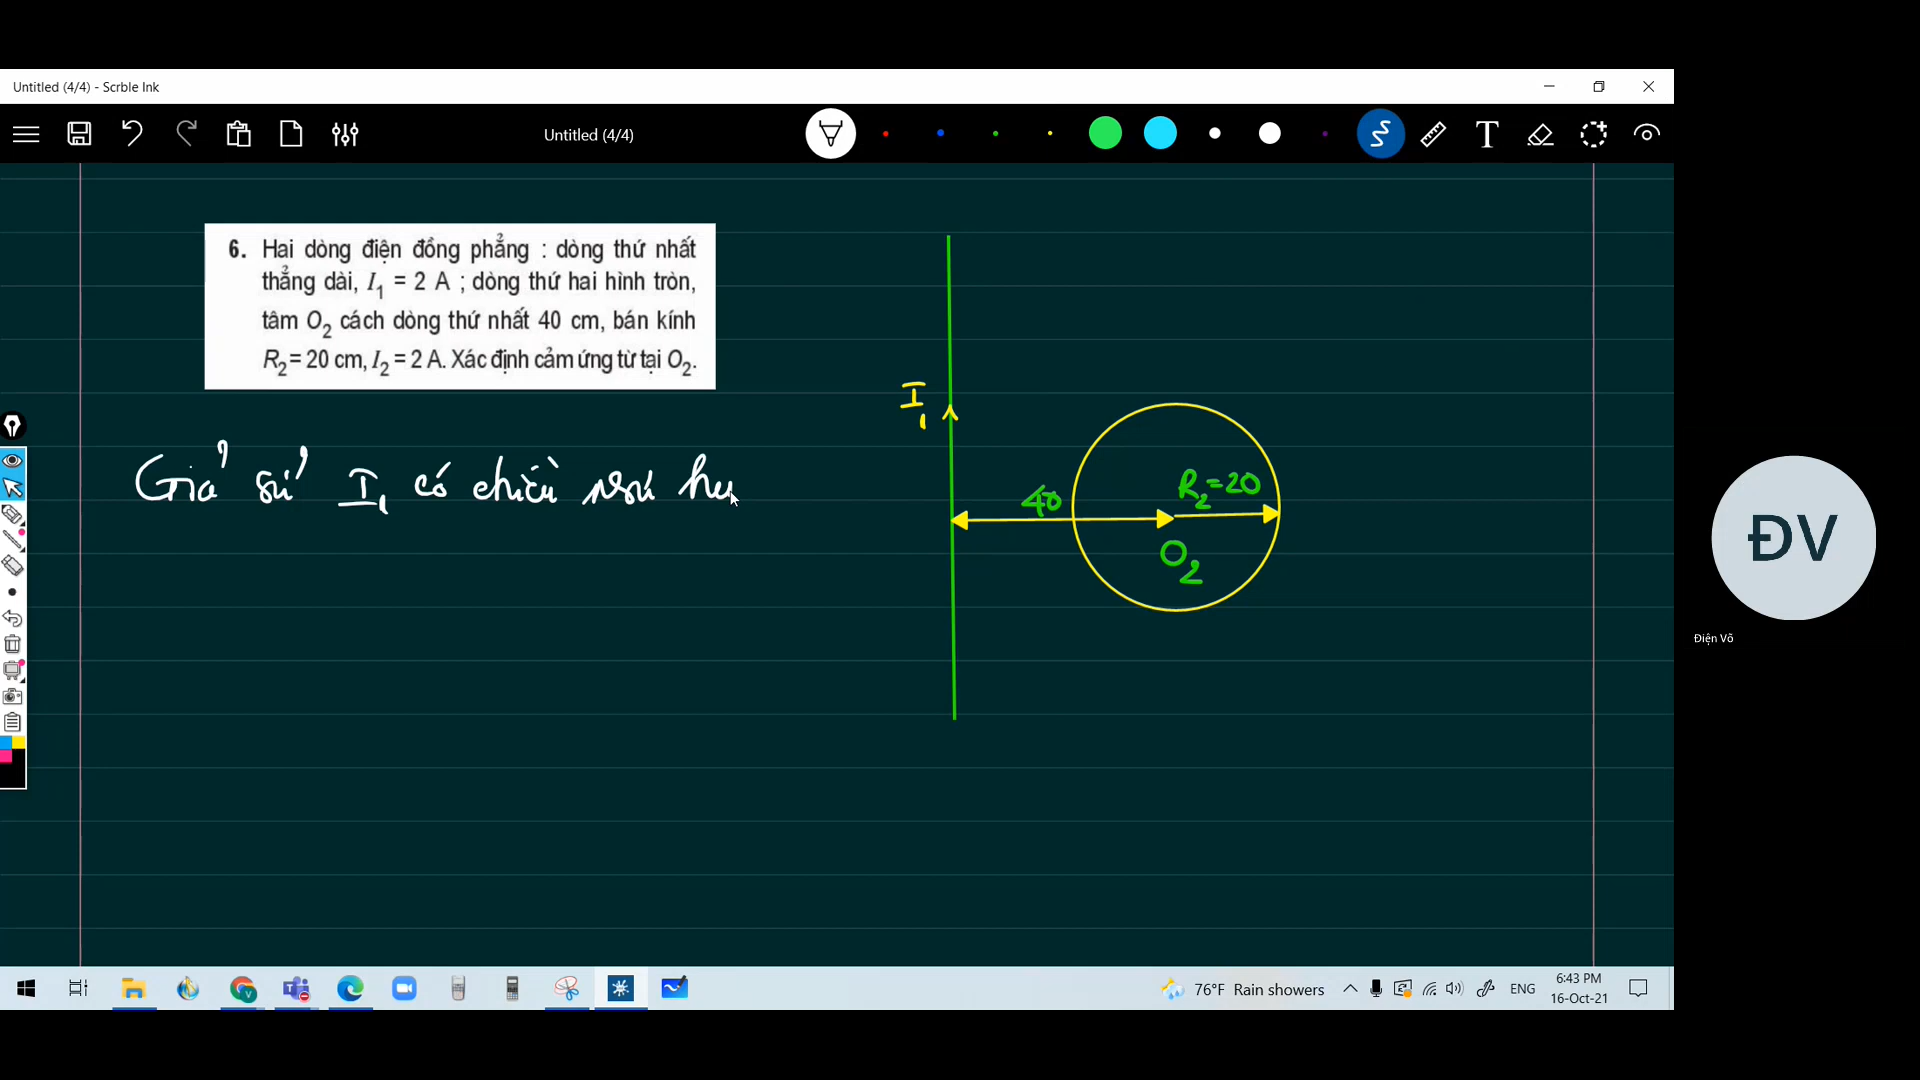 Untitled (4/4) - Scrble Ink
Untitled (4/4)
6. Hai dòng điện đồng phẳng : dòng thứ nhất
thẳng dài, I₁ = 2 A ; dòng thứ hai hình tròn,
tâm O₂ cách dòng thứ nhất 40 cm, bán kính
R₂ = 20 cm, I₂ = 2 A. Xác định cảm ứng từ tại O₂.
I₁
Giả sử I₁ có chiều như
40
R₂=20
O₂
ĐV
Điện Võ
76°F Rain showers
ENG
6:43 PM
16-Oct-21